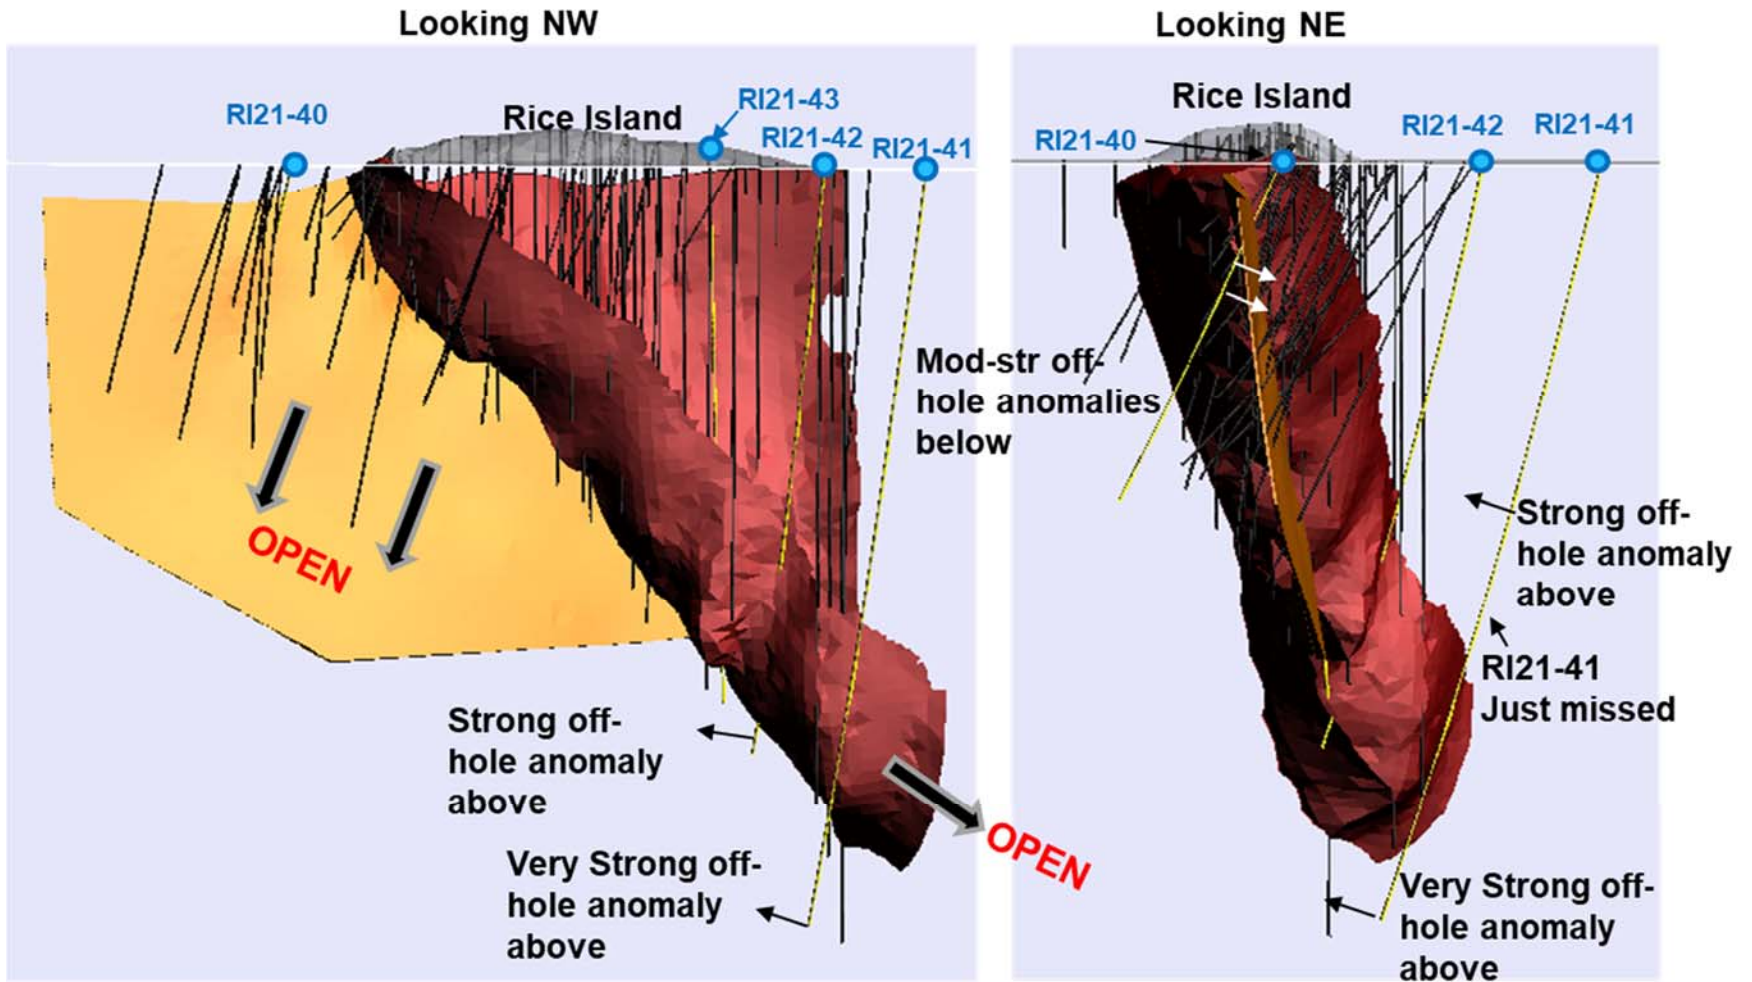 Looking NW
RI21-40
Rice Island
RI21-43
RI21-42
RI21-41
OPEN
Strong off-
hole anomaly
above
Very Strong off-
hole anomaly
above
OPEN
Looking NE
Rice Island
RI21-40
RI21-42
RI21-41
Mod-str off-
hole anomalies
below
Strong off-
hole anomaly
above
RI21-41
Just missed
Very Strong off-
hole anomaly
above